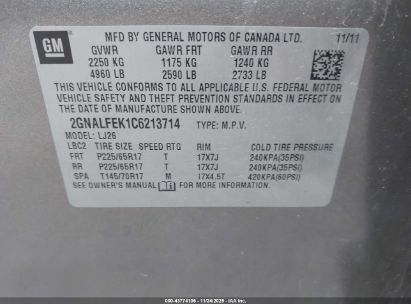 GM
MFD BY GENERAL MOTORS OF CANADA LTD. 11/11
GVWR GAWR FRT GAWR RR
2250 KG 1175 KG 1240 KG
4960 LB 2590 LB 2733 LB
THIS VEHICLE CONFORMS TO ALL APPLICABLE U.S. FEDERAL MOTOR
VEHICLE SAFETY AND THEFT PREVENTION STANDARDS IN EFFECT ON THE
DATE OF MANUFACTURE SHOWN ABOVE.
2GNALFEK1C6213714 TYPE: M.P.V.
MODEL: LJ26
LBC2 TIRE SIZE SPEED RTG RIM COLD TIRE PRESSURE
FRT P225/65R17 T 17X7J 240KPA(35PSI)
RR P225/65R17 T 17X7J 240KPA(35PSI)
SPA T145/70R17 M 17X4.5T 420KPA(60PSI)
SEE OWNER'S MANUAL FOR MORE INFORMATION.